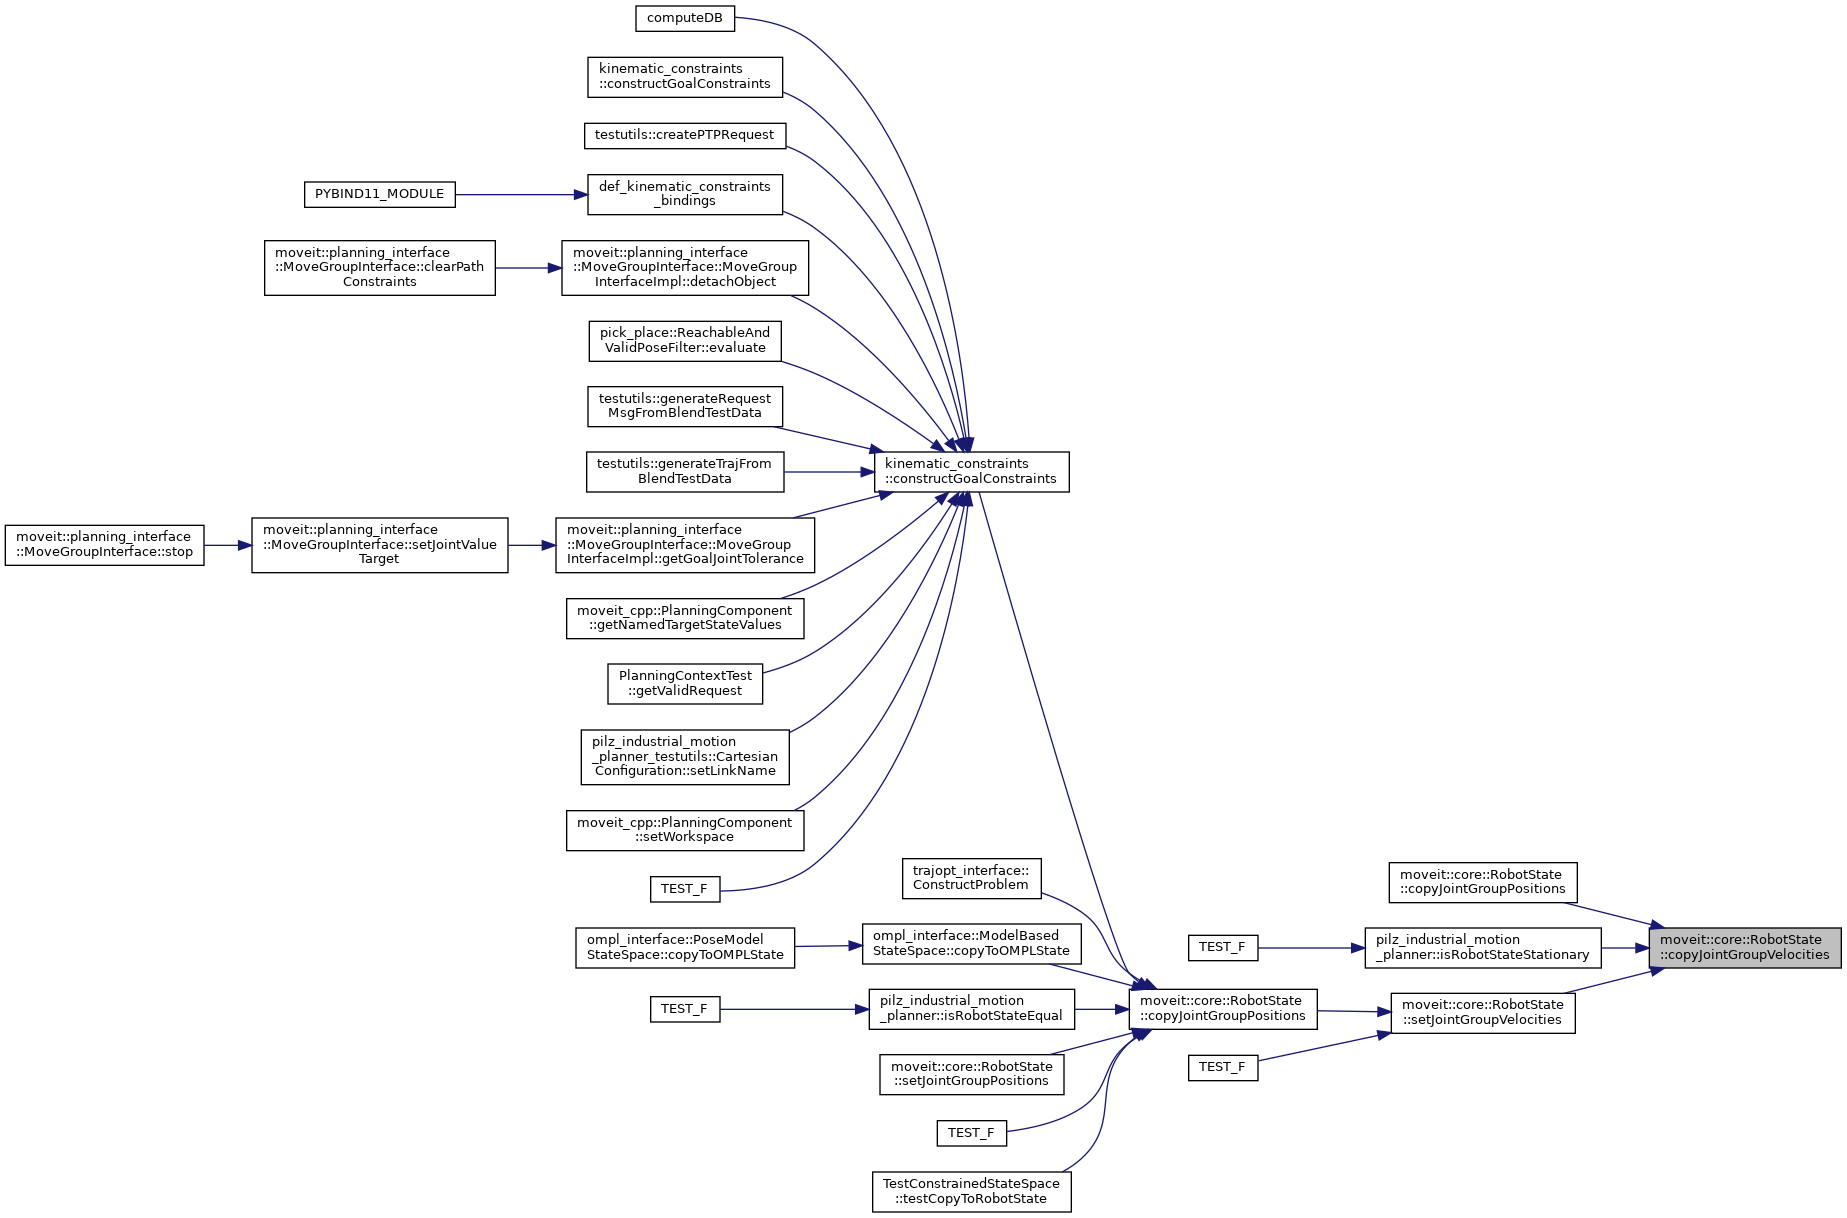 computeDB
kinematic_constraints
::constructGoalConstraints
testutils::createPTPRequest
PYBIND11_MODULE
def_kinematic_constraints
_bindings
moveit::planning_interface
::MoveGroupInterface::clearPath
Constraints
moveit::planning_interface
::MoveGroupInterface::MoveGroup
InterfaceImpl::detachObject
pick_place::ReachableAnd
ValidPoseFilter::evaluate
testutils::generateRequest
MsgFromBlendTestData
testutils::generateTrajFrom
BlendTestData
kinematic_constraints
::constructGoalConstraints
moveit::planning_interface
::MoveGroupInterface::stop
moveit::planning_interface
::MoveGroupInterface::setJointValue
Target
moveit::planning_interface
::MoveGroupInterface::MoveGroup
InterfaceImpl::getGoalJointTolerance
moveit_cpp::PlanningComponent
::getNamedTargetStateValues
PlanningContextTest
::getValidRequest
pilz_industrial_motion
_planner_testutils::Cartesian
Configuration::setLinkName
moveit_cpp::PlanningComponent
::setWorkspace
TEST_F
trajopt_interface::
ConstructProblem
ompl_interface::PoseModel
StateSpace::copyToOMPLState
ompl_interface::ModelBased
StateSpace::copyToOMPLState
TEST_F
pilz_industrial_motion
_planner::isRobotStateEqual
moveit::core::RobotState
::setJointGroupPositions
TEST_F
TestConstrainedStateSpace
::testCopyToRobotState
moveit::core::RobotState
::copyJointGroupPositions
moveit::core::RobotState
::copyJointGroupPositions
TEST_F
pilz_industrial_motion
_planner::isRobotStateStationary
moveit::core::RobotState
::setJointGroupVelocities
TEST_F
moveit::core::RobotState
::copyJointGroupVelocities